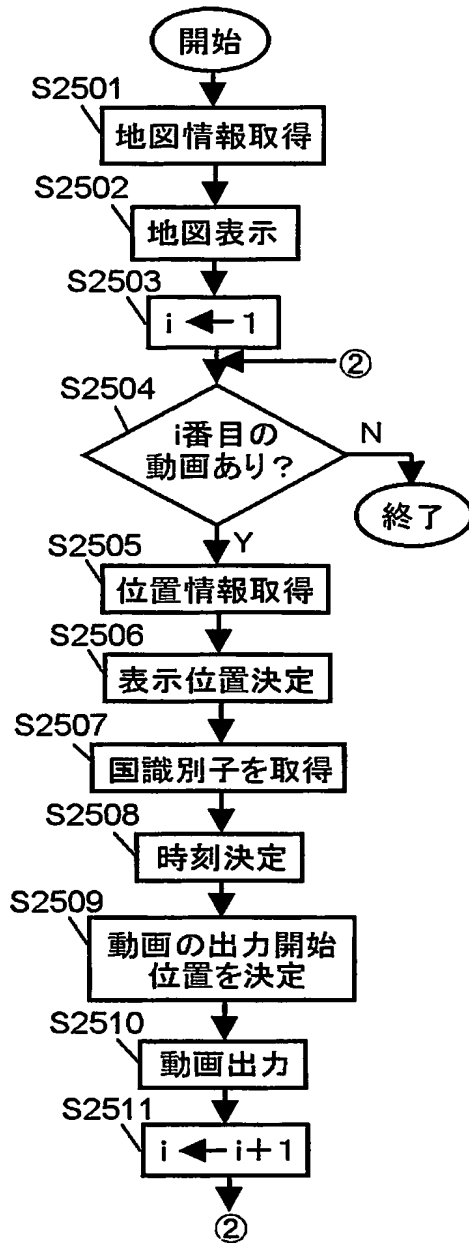 開始
S2501
地図情報取得
S2502
地図表示
S2503
i ← 1
②
S2504
i番目の
動画あり?
N
終了
Y
S2505
位置情報取得
S2506
表示位置決定
S2507
国識別子を取得
S2508
時刻決定
S2509
動画の出力開始
位置を決定
S2510
動画出力
S2511
i ← i+1
②